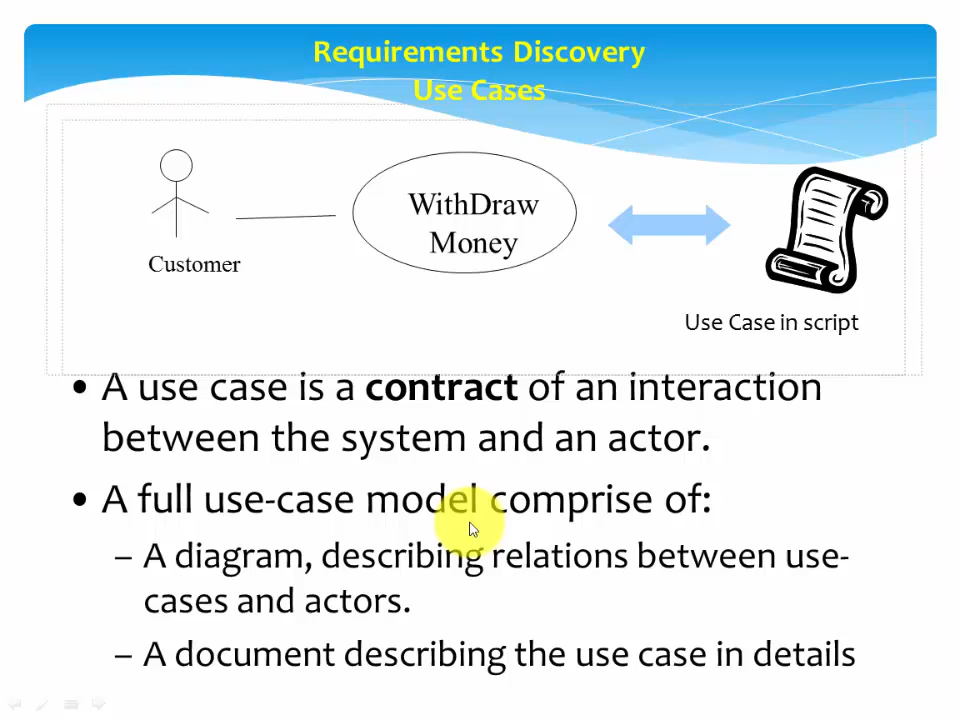 Requirements Discovery
Use Cases
WithDraw
Money
Customer
Use Case in script
• A use case is a contract of an interaction
between the system and an actor.
• A full use-case model comprise of:
– A diagram, describing relations between use-
cases and actors.
– A document describing the use case in details